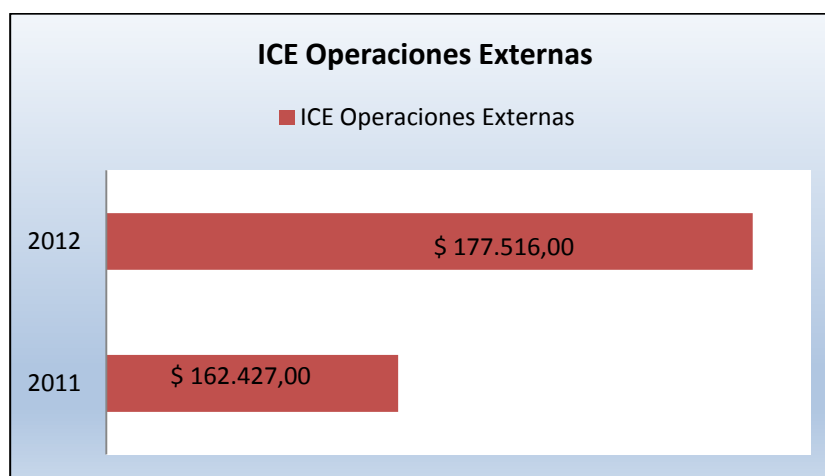 ICE Operaciones Externas
ICE Operaciones Externas
2012
$ 177.516,00
2011
$ 162.427,00